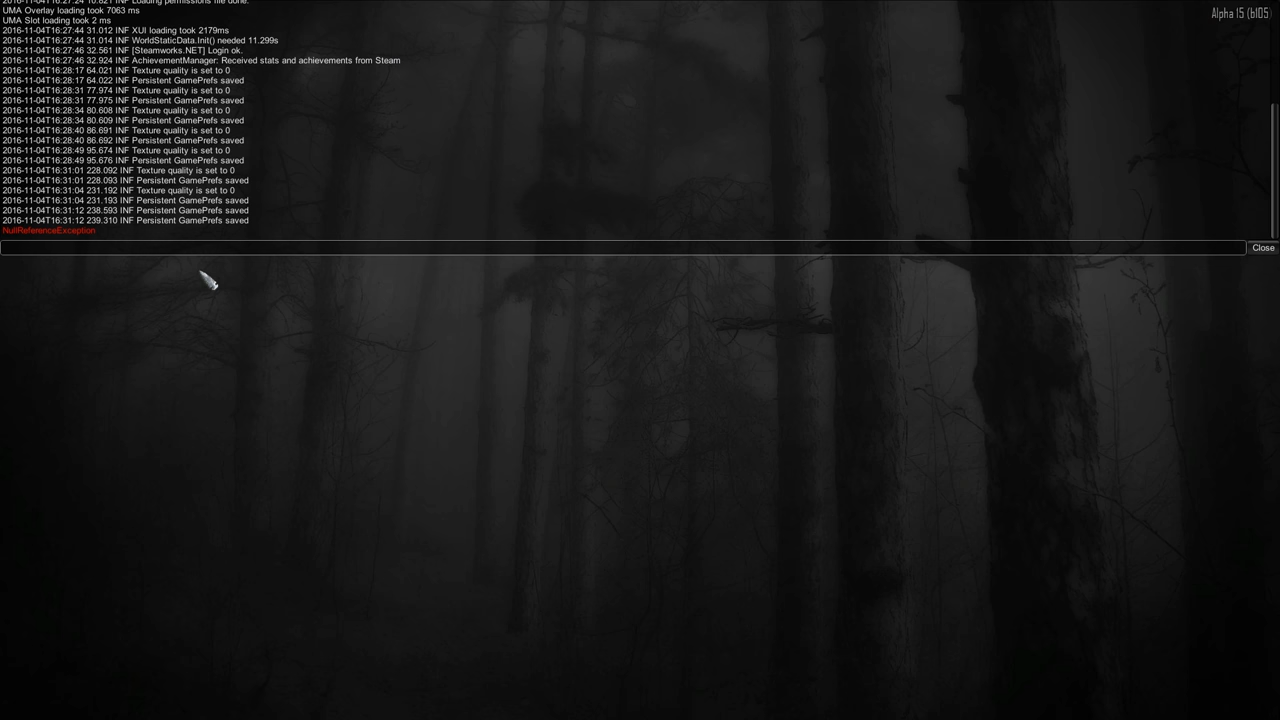 2016-11-04T16:27:24 10.821 INF Loading permissions file done.
UMA Overlay loading took 7063 ms
UMA Slot loading took 2 ms
2016-11-04T16:27:44 31.012 INF XUI loading took 2179ms
2016-11-04T16:27:44 31.014 INF WorldStaticData.Init() needed 11.299s
2016-11-04T16:27:46 32.561 INF [Steamworks.NET] Login ok.
2016-11-04T16:27:46 32.924 INF AchievementManager: Received stats and achievements from Steam
2016-11-04T16:28:17 64.021 INF Texture quality is set to 0
2016-11-04T16:28:17 64.022 INF Persistent GamePrefs saved
2016-11-04T16:28:31 77.974 INF Texture quality is set to 0
2016-11-04T16:28:31 77.975 INF Persistent GamePrefs saved
2016-11-04T16:28:34 80.608 INF Texture quality is set to 0
2016-11-04T16:28:34 80.609 INF Persistent GamePrefs saved
2016-11-04T16:28:40 86.691 INF Texture quality is set to 0
2016-11-04T16:28:40 86.692 INF Persistent GamePrefs saved
2016-11-04T16:28:49 95.674 INF Texture quality is set to 0
2016-11-04T16:28:49 95.676 INF Persistent GamePrefs saved
2016-11-04T16:31:01 228.092 INF Texture quality is set to 0
2016-11-04T16:31:01 228.093 INF Persistent GamePrefs saved
2016-11-04T16:31:04 231.192 INF Texture quality is set to 0
2016-11-04T16:31:04 231.193 INF Persistent GamePrefs saved
2016-11-04T16:31:12 238.593 INF Persistent GamePrefs saved
2016-11-04T16:31:12 239.310 INF Persistent GamePrefs saved
NullReferenceException
Close
Alpha 15 (b105